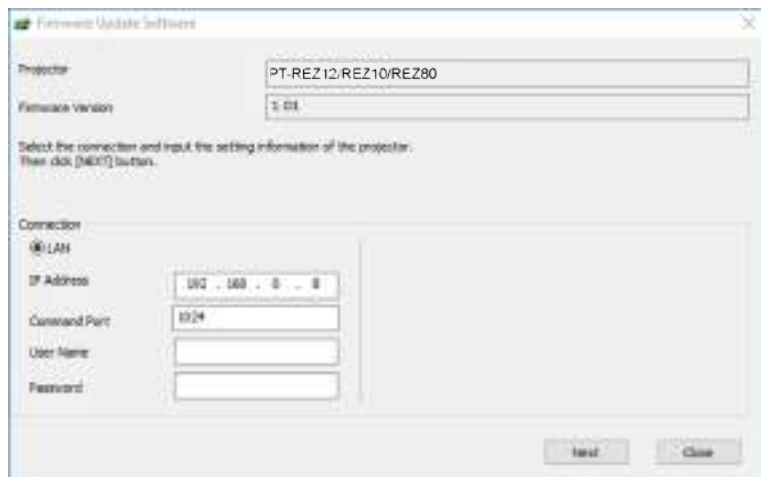 Firmware Update Software
Projector PT-REZ12/REZ10/REZ80
Firmware Version 1.01
Select the connection and input the setting information of the projector.
Then click [NEXT] button.
Connection
LAN
IP Address 192 . 168 . 0 . 8
Command Port 1024
User Name
Password
Next Close